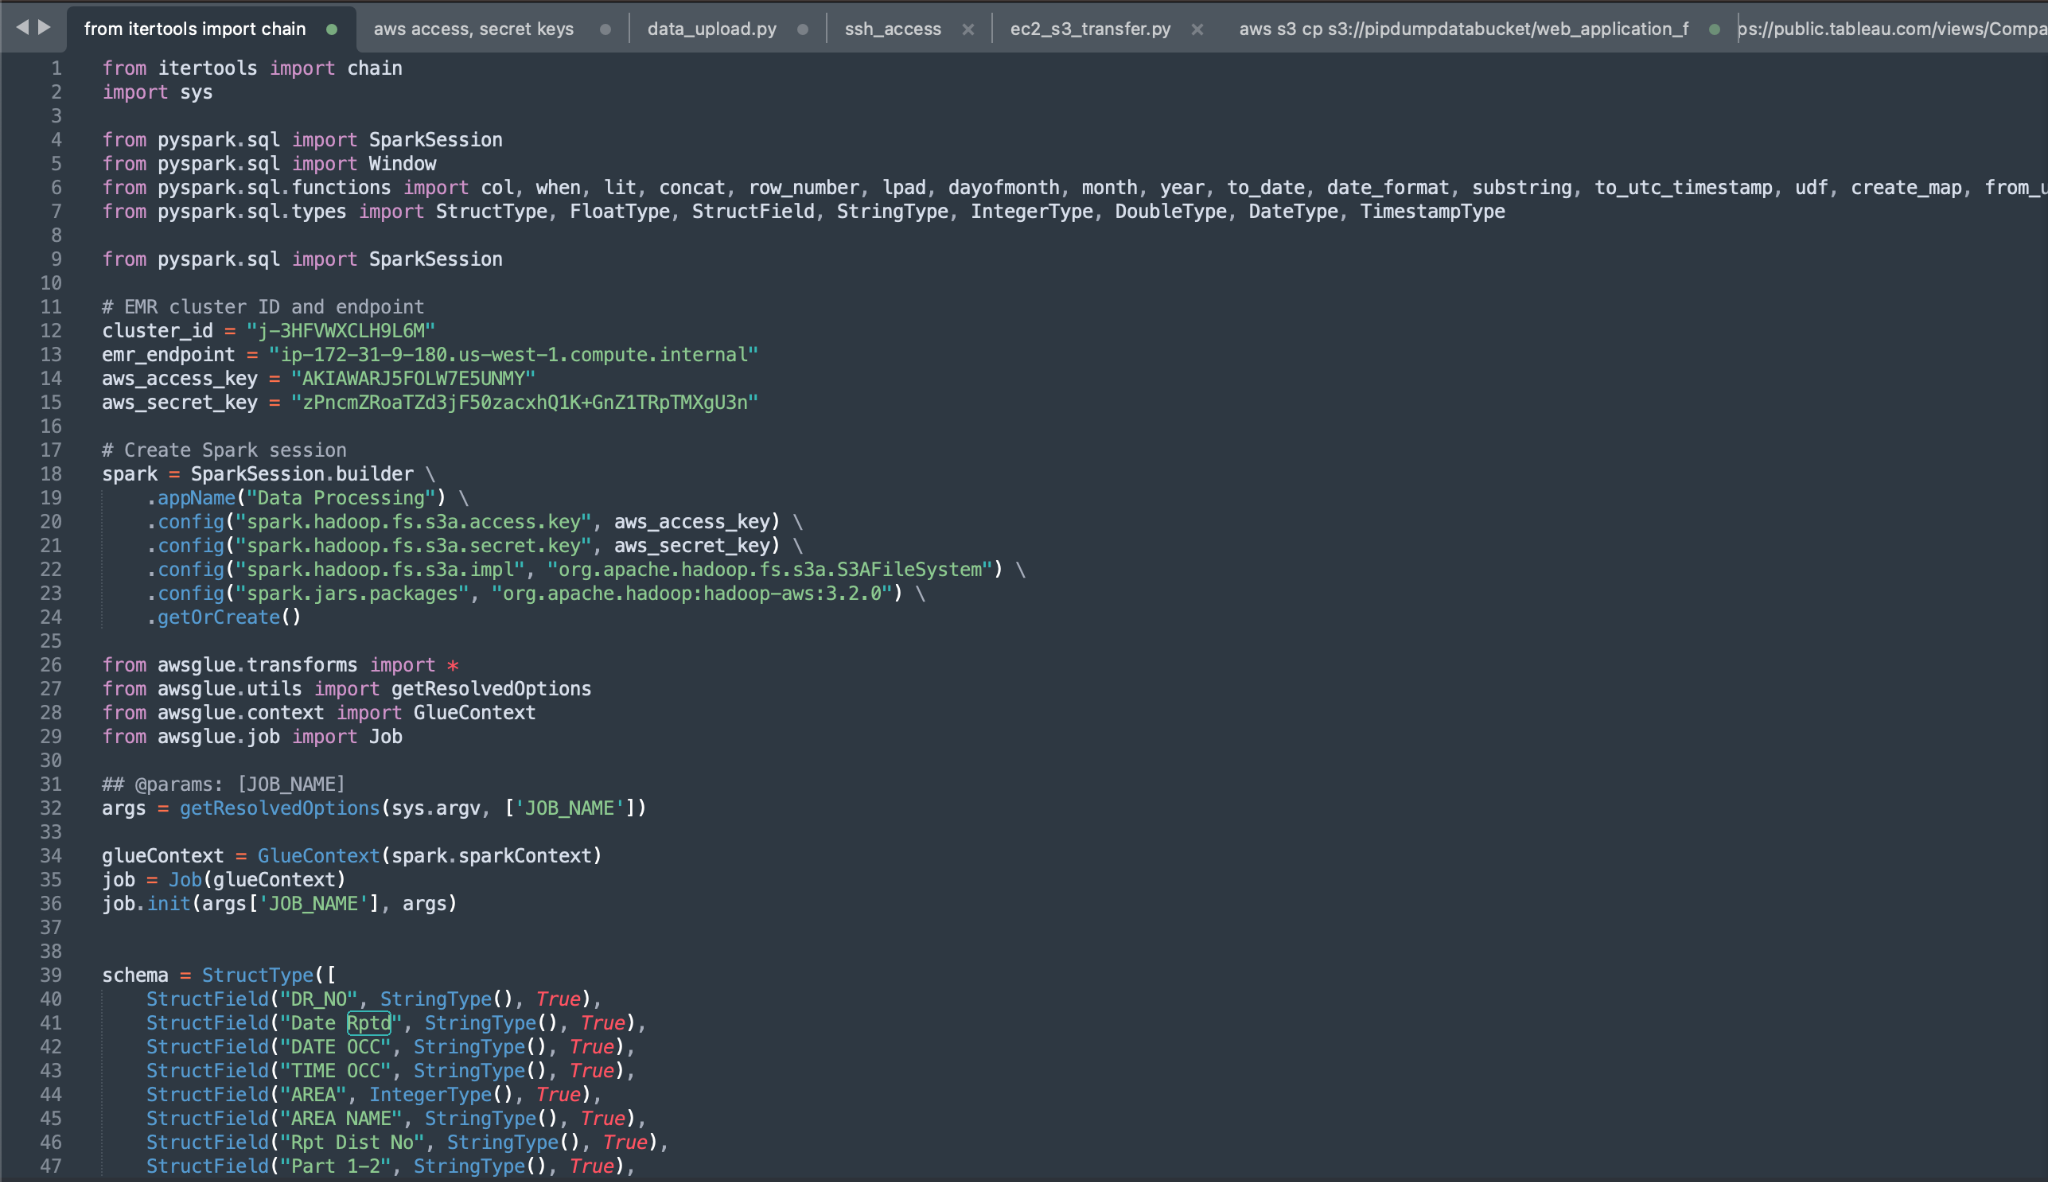 from itertools import chain
aws access, secret keys
data_upload.py
ssh_access
ec2_s3_transfer.py
aws s3 cp s3://pipdumpdatabucket/web_application_f
ps://public.tableau.com/views/Compa
1 from itertools import chain
2 import sys
3
4 from pyspark.sql import SparkSession
5 from pyspark.sql import Window
6 from pyspark.sql.functions import col, when, lit, concat, row_number, lpad, dayofmonth, month, year, to_date, date_format, substring, to_utc_timestamp, udf, create_map, from_u
7 from pyspark.sql.types import StructType, FloatType, StructField, StringType, IntegerType, DoubleType, DateType, TimestampType
8
9 from pyspark.sql import SparkSession
10
11 # EMR cluster ID and endpoint
12 cluster_id = "j-3HFVWXCLH9L6M"
13 emr_endpoint = "ip-172-31-9-180.us-west-1.compute.internal"
14 aws_access_key = "AKIAWARJ5FOLW7E5UNMY"
15 aws_secret_key = "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"
16
17 # Create Spark session
18 spark = SparkSession.builder \
19     .appName("Data Processing") \
20     .config("spark.hadoop.fs.s3a.access.key", aws_access_key) \
21     .config("spark.hadoop.fs.s3a.secret.key", aws_secret_key) \
22     .config("spark.hadoop.fs.s3a.impl", "org.apache.hadoop.fs.s3a.S3AFileSystem") \
23     .config("spark.jars.packages", "org.apache.hadoop:hadoop-aws:3.2.0") \
24     .getOrCreate()
25
26 from awsglue.transforms import *
27 from awsglue.utils import getResolvedOptions
28 from awsglue.context import GlueContext
29 from awsglue.job import Job
30
31 ## @params: [JOB_NAME]
32 args = getResolvedOptions(sys.argv, ['JOB_NAME'])
33
34 glueContext = GlueContext(spark.sparkContext)
35 job = Job(glueContext)
36 job.init(args['JOB_NAME'], args)
37
38
39 schema = StructType([
40     StructField("DR_NO", StringType(), True),
41     StructField("Date Rptd", StringType(), True),
42     StructField("DATE OCC", StringType(), True),
43     StructField("TIME OCC", StringType(), True),
44     StructField("AREA", IntegerType(), True),
45     StructField("AREA NAME", StringType(), True),
46     StructField("Rpt Dist No", StringType(), True),
47     StructField("Part 1-2", StringType(), True),